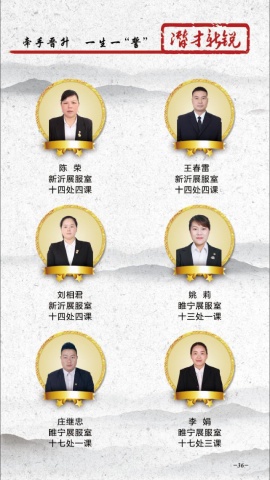 牵手晋升 一生一“誓”
潜才新锐
陈 荣
新沂展服室
十四处四课
王春雷
新沂展服室
十四处四课
刘相君
新沂展服室
十四处四课
姚 莉
睢宁展服室
十三处一课
庄继忠
睢宁展服室
十七处一课
李 娟
睢宁展服室
十七处三课
-36-